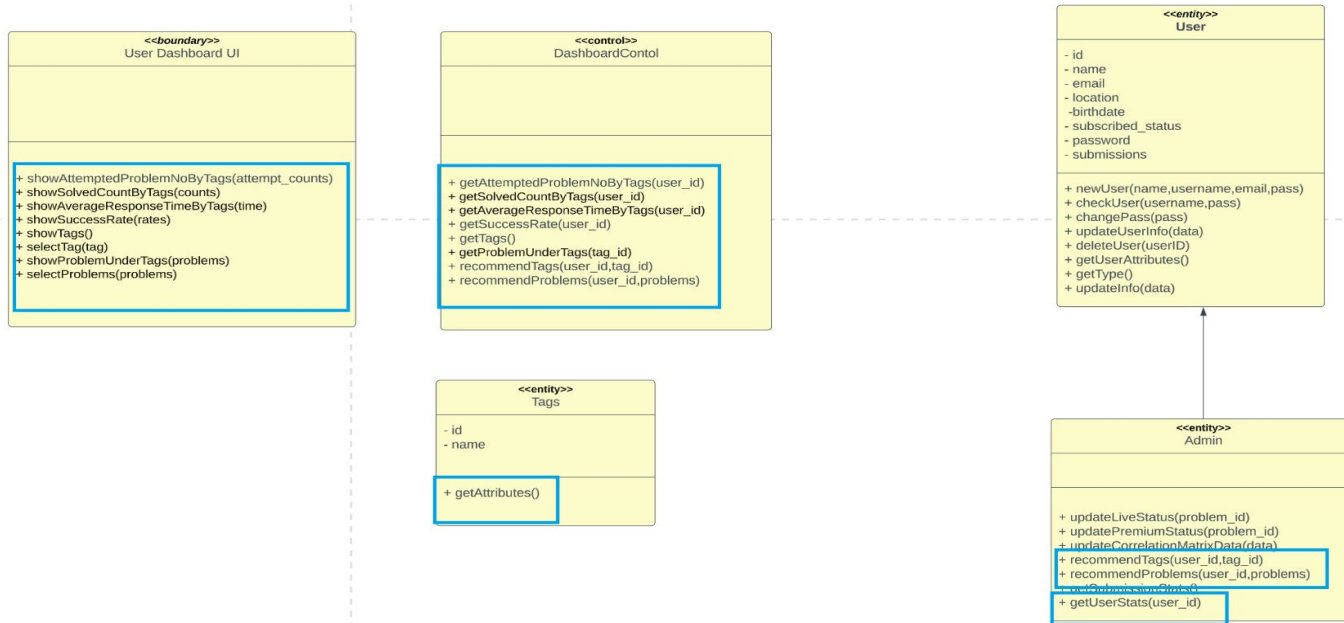 <<boundary>>
User Dashboard UI
+ showAttemptedProblemNoByTags(attempt_counts)
+ showSolvedCountByTags(counts)
+ showAverageResponseTimeByTags(time)
+ showSuccessRate(rates)
+ showTags()
+ selectTag(tag)
+ showProblemUnderTags(problems)
+ selectProblems(problems)
<<control>>
DashboardContol
+ getAttemptedProblemNoByTags(user_id)
+ getSolvedCountByTags(user_id)
+ getAverageResponseTimeByTags(user_id)
+ getSuccessRate(user_id)
+ getTags()
+ getProblemUnderTags(tag_id)
+ recommendTags(user_id,tag_id)
+ recommendProblems(user_id,problems)
<<entity>>
User
- id
- name
- email
- location
-birthdate
- subscribed_status
- password
- submissions
+ newUser(name,username,email,pass)
+ checkUser(username,pass)
+ changePass(pass)
+ updateUserInfo(data)
+ deleteUser(userID)
+ getUserAttributes()
+ getType()
+ updateInfo(data)
<<entity>>
Tags
- id
- name
+ getAttributes()
<<entity>>
Admin
+ updateLiveStatus(problem_id)
+ updatePremiumStatus(problem_id)
+ updateCorrelationMatrixData(data)
+ recommendTags(user_id,tag_id)
+ recommendProblems(user_id,problems)
+ getSubmissionStats()
+ getUserStats(user_id)